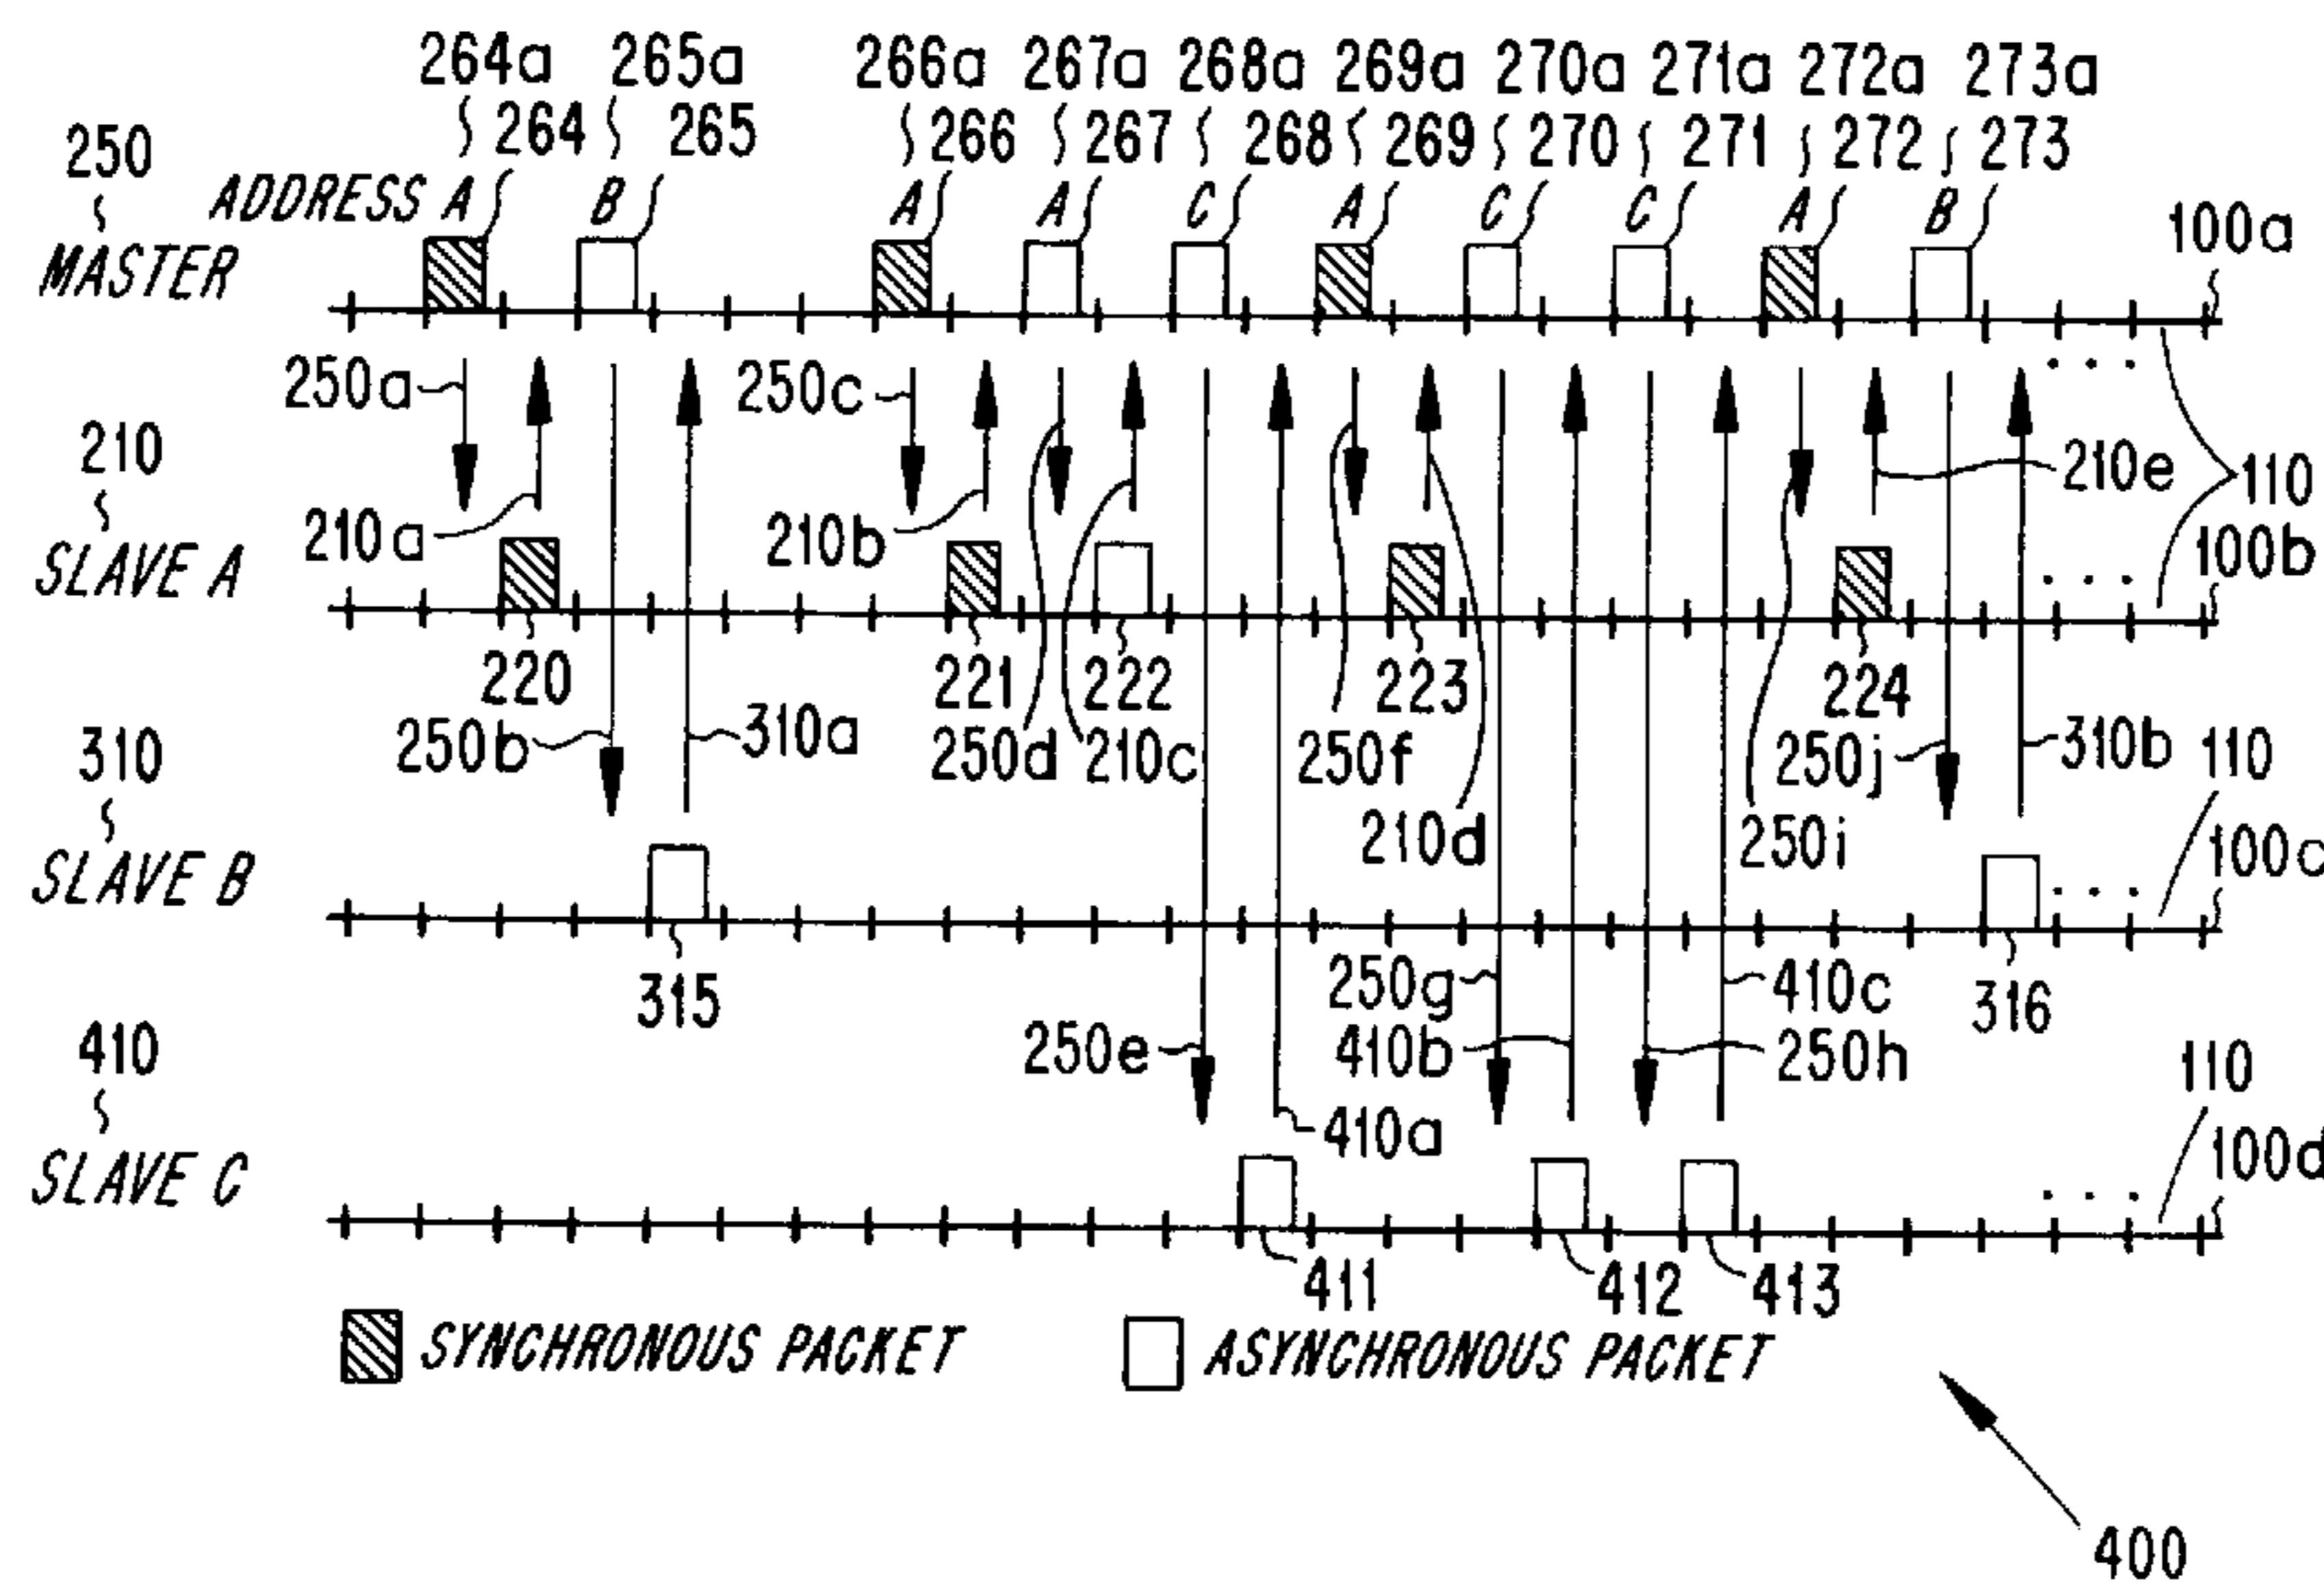 264a 265a 266a 267a 268a 269a 270a 271a 272a 273a
264 265 266 267 268 269 270 271 272 273
250
ADDRESS A B A A C A C C A B
MASTER
100a
250a 250c
210
210a 210b 210e 110
SLAVE A
100b
220 221 222 223 224
310
250b 310a 250d 210c 250f 250j 310b 110
210d 250i
SLAVE B
100c
315 250g 410c 316
410
250e 410b 250h 110
410a
SLAVE C
100d
411 412 413
SYNCHRONOUS PACKET ASYNCHRONOUS PACKET
400